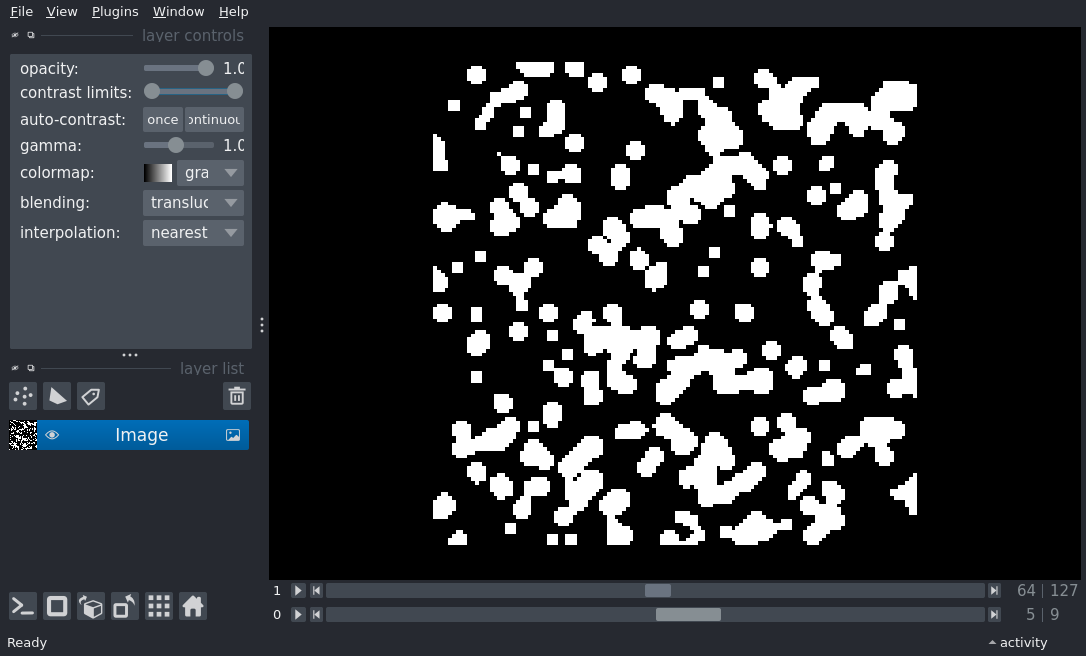 File View Plugins Window Help
layer controls
opacity: 1.0
contrast limits:
auto-contrast: once ontinuou
gamma: 1.0
colormap: gra
blending: transluc
interpolation: nearest
layer list
Image
1 64 | 127
0 5 | 9
Ready activity